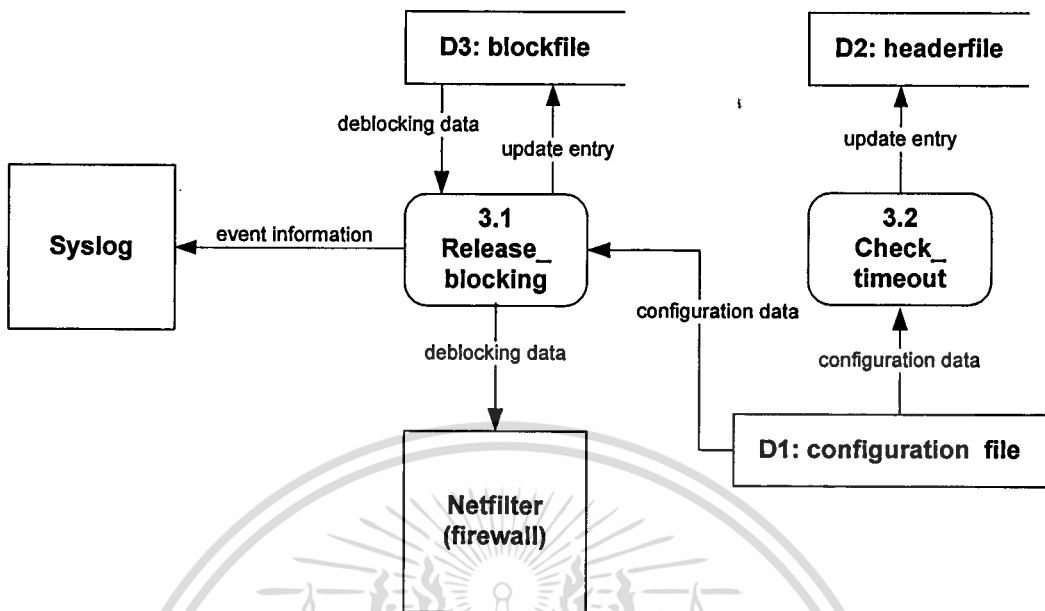 D3: blockfile
D2: headerfile
deblocking data
update entry
update entry
Syslog
event information
3.1
Release_
blocking
3.2
Check_
timeout
configuration data
deblocking data
configuration data
D1: configuration file
Netfilter
(firewall)